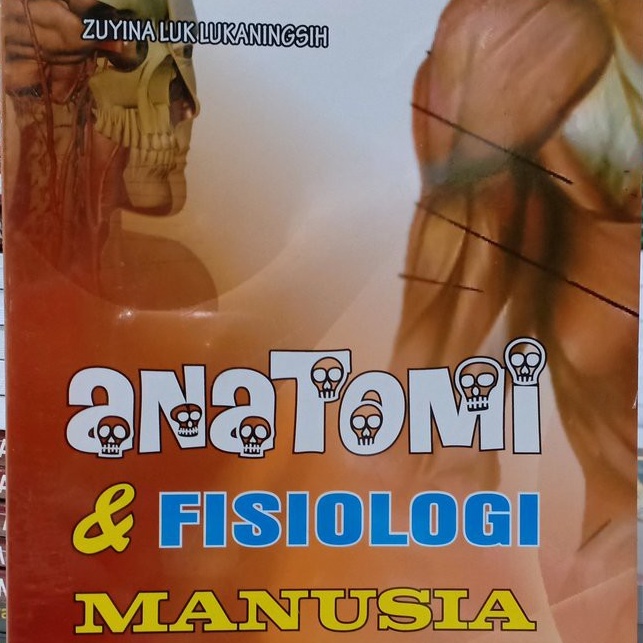 ZUYINA LUK LUKANINGSIH
ANATOMI
& FISIOLOGI
MANUSIA